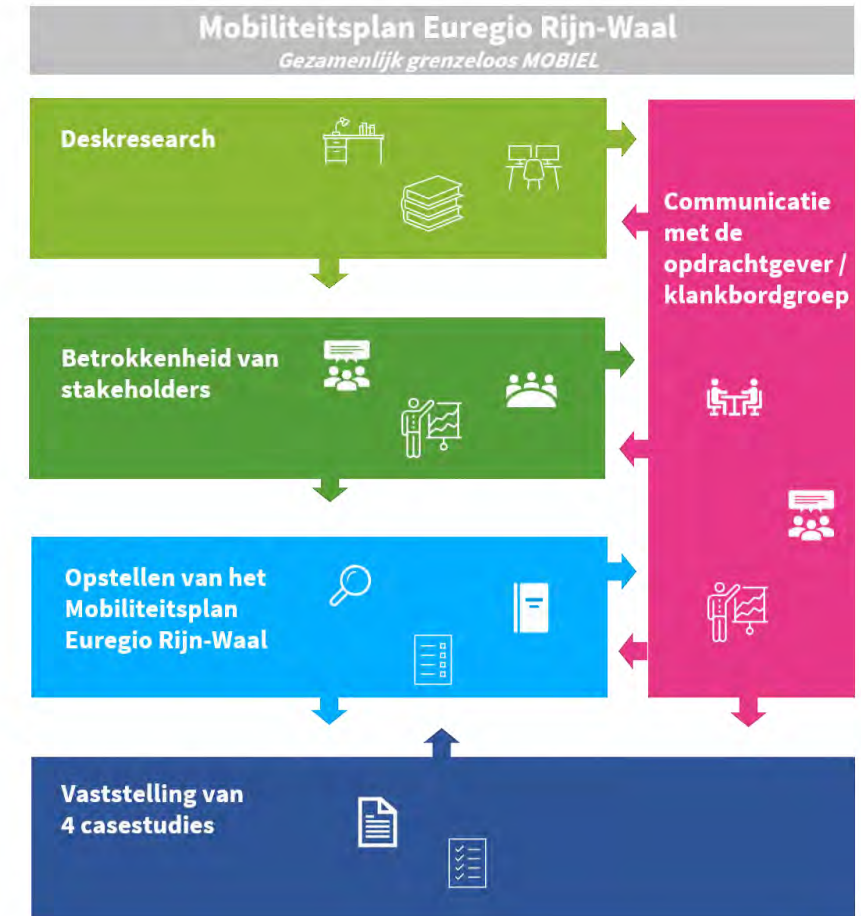 Mobiliteitsplan Euregio Rijn-Waal
Gezamenlijk grenzeloos MOBIEL
Deskresearch
Communicatie
met de
opdrachtgever /
klankbordgroep
Betrokkenheid van
stakeholders
Opstellen van het
Mobiliteitsplan
Euregio Rijn-Waal
Vaststelling van
4 casestudies